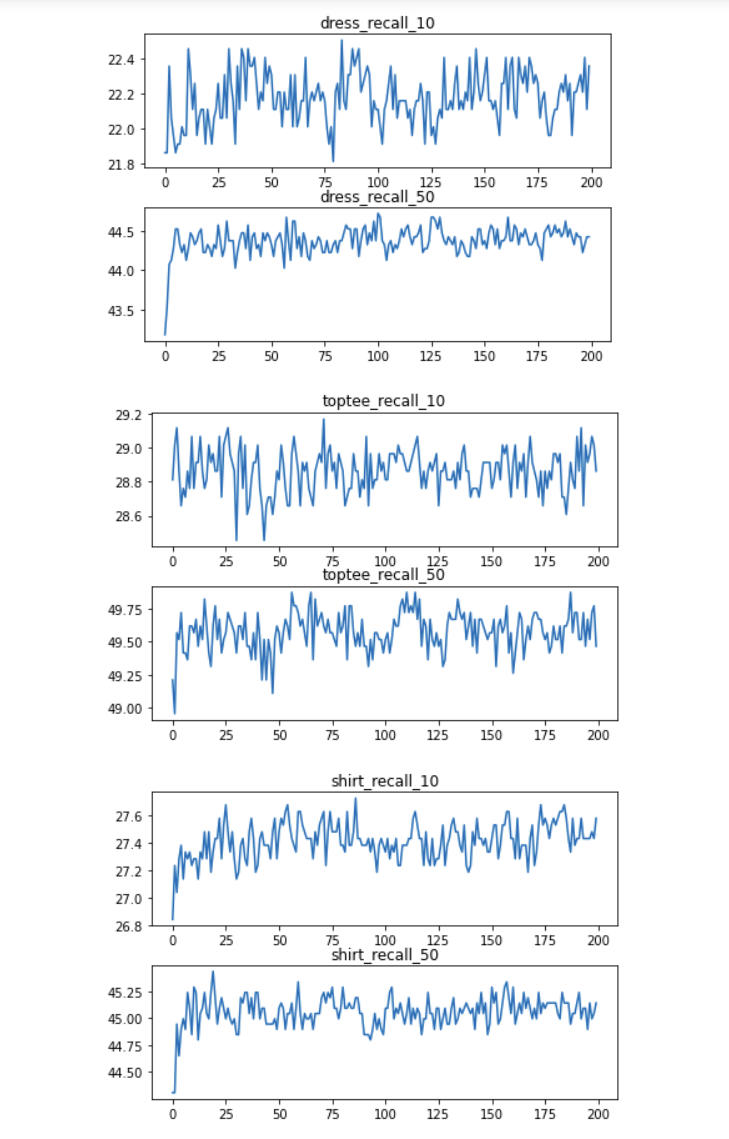 dress_recall_10
22.4
22.2
22.0
21.8
0 25 50 75 100 125 150 175 200
dress_recall_50
44.5
44.0
43.5
0 25 50 75 100 125 150 175 200
toptee_recall_10
29.2
29.0
28.8
28.6
0 25 50 75 100 125 150 175 200
toptee_recall_50
49.75
49.50
49.25
49.00
0 25 50 75 100 125 150 175 200
shirt_recall_10
27.6
27.4
27.2
27.0
26.8
0 25 50 75 100 125 150 175 200
shirt_recall_50
45.25
45.00
44.75
44.50
0 25 50 75 100 125 150 175 200